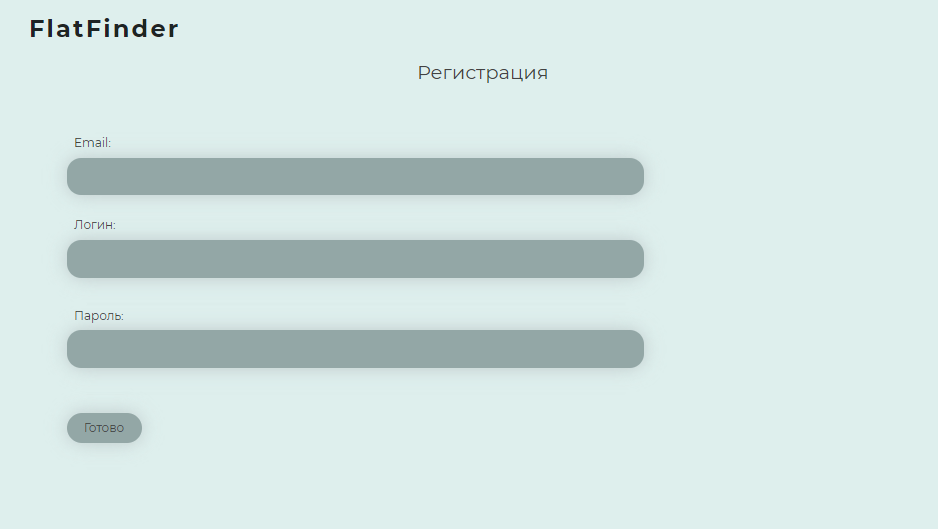 FlatFinder
Регистрация
Email:
Логин:
Пароль:
Готово